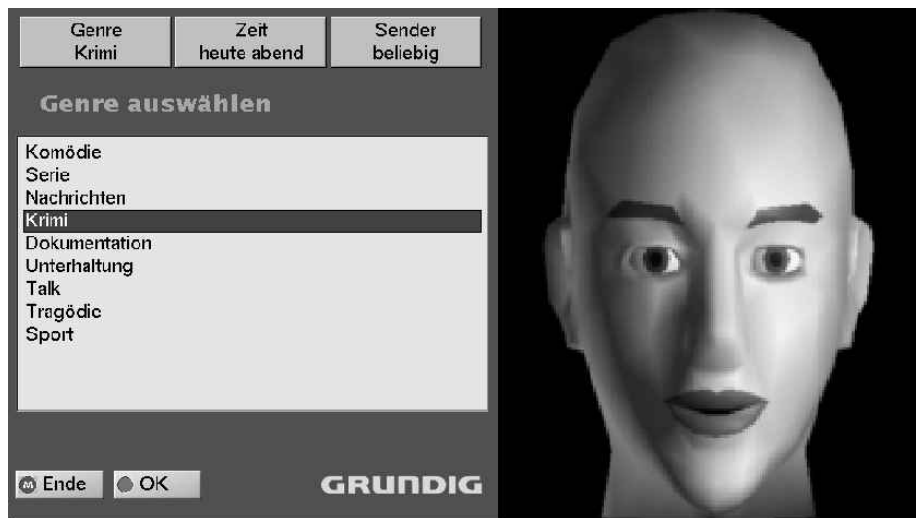 Genre
Krimi
Zeit
heute abend
Sender
beliebig
Genre auswählen
Komödie
Serie
Nachrichten
Krimi
Dokumentation
Unterhaltung
Talk
Tragödie
Sport
M Ende
OK
GRUNDIG